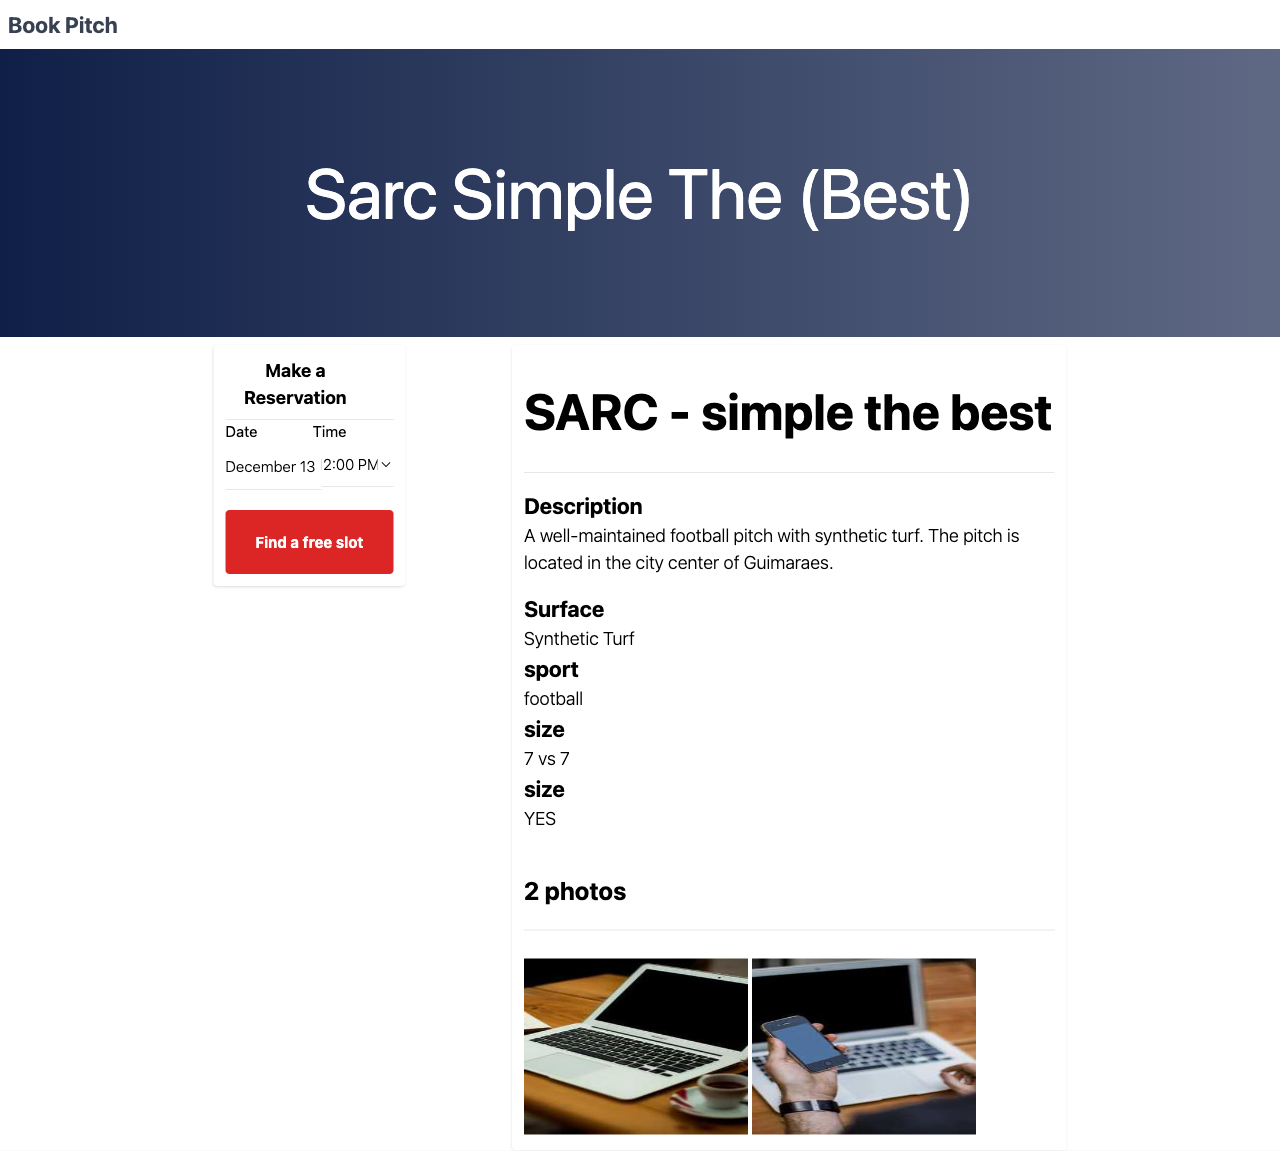 Book Pitch
Sarc Simple The (Best)
Make a
Reservation
Date Time
December 13 2:00 PM
Find a free slot
SARC - simple the best
Description
A well-maintained football pitch with synthetic turf. The pitch is
located in the city center of Guimaraes.
Surface
Synthetic Turf
sport
football
size
7 vs 7
size
YES
2 photos